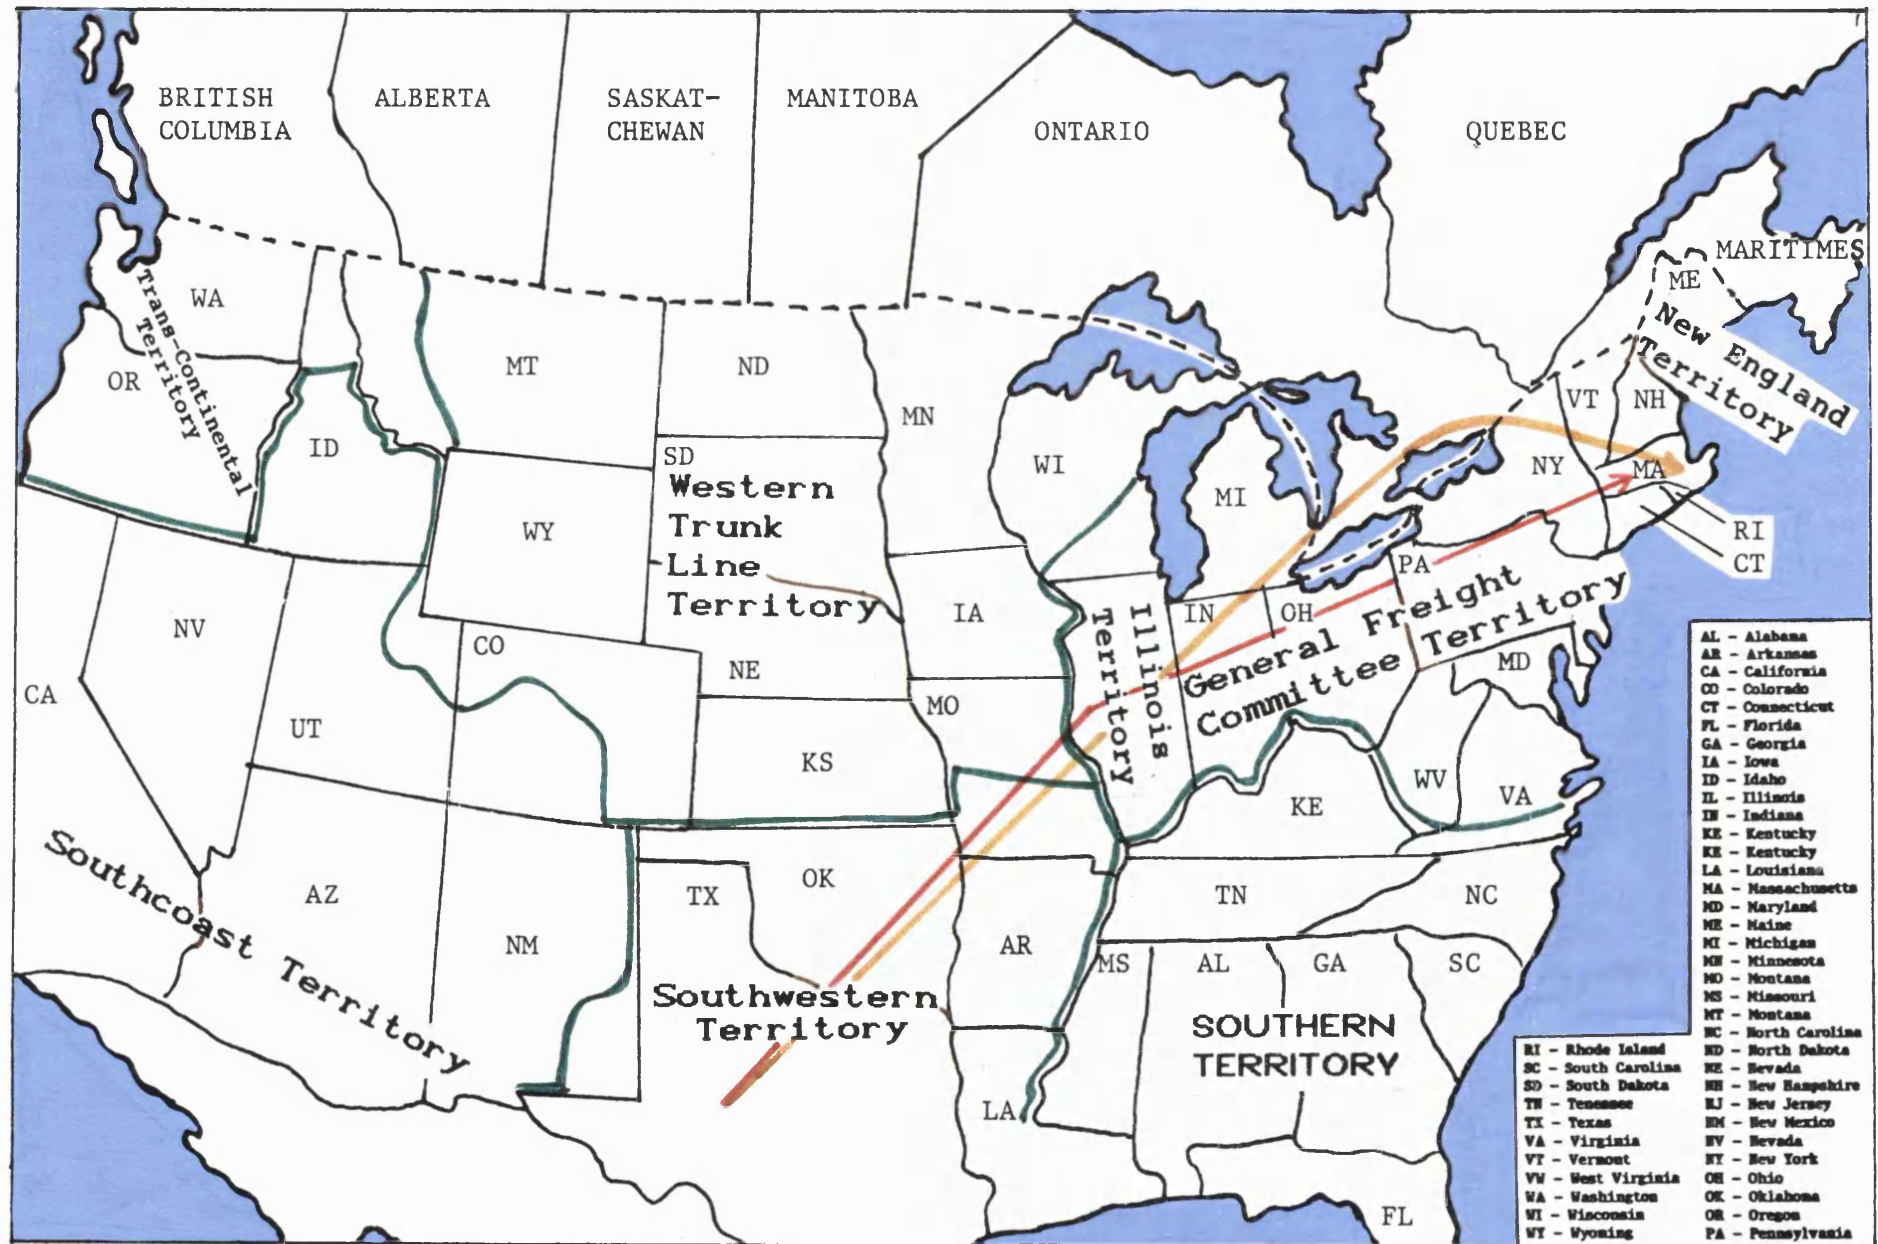 BRITISH
COLUMBIA
ALBERTA
SASKAT-
CHEWAN
MANITOBA
ONTARIO
QUEBEC
MARITIMES
ME
New England
Territory
WA
Trans-Continental
Territory
OR
ID
MT
ND
MN
SD
Western
Trunk
Line
Territory
WY
WI
MI
NY
VT
NH
MA
RI
CT
PA
NV
CA
UT
CO
NE
IA
Illinois
Territory
IN
OH
General Freight
Committee Territory
MD
MO
KS
KE
WV
VA
Southcoast Territory
AZ
NM
TX
OK
AR
TN
NC
MS
AL
GA
SC
Southwestern
Territory
SOUTHERN
TERRITORY
LA
FL
AL - Alabama
AR - Arkansas
CA - California
CO - Colorado
CT - Connecticut
FL - Florida
GA - Georgia
IA - Iowa
ID - Idaho
IL - Illinois
IN - Indiana
KE - Kentucky
KE - Kentucky
LA - Louisiana
MA - Massachusetts
MD - Maryland
ME - Maine
MI - Michigan
MN - Minnesota
MO - Montana
MS - Missouri
MT - Montana
NC - North Carolina
ND - North Dakota
NE - Nevada
NH - New Hampshire
NJ - New Jersey
NM - New Mexico
NV - Nevada
NY - New York
OH - Ohio
OK - Oklahoma
OR - Oregon
PA - Pennsylvania
RI - Rhode Island
SC - South Carolina
SD - South Dakota
TN - Tenessee
TX - Texas
VA - Virginia
VT - Vermont
VW - West Virginia
WA - Washington
WI - Wisconsin
WY - Wyoming